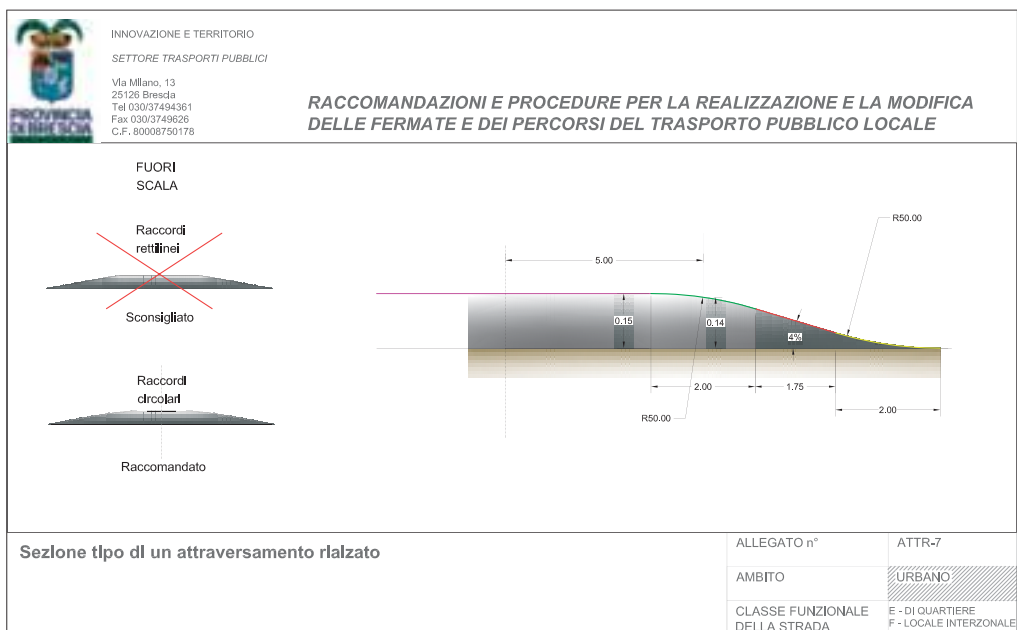 PROVINCIA
DI BRESCIA
INNOVAZIONE E TERRITORIO
SETTORE TRASPORTI PUBBLICI
Via Milano, 13
25126 Brescia
Tel 030/37494361
Fax 030/3749626
C.F. 80008750178
RACCOMANDAZIONI E PROCEDURE PER LA REALIZZAZIONE E LA MODIFICA
DELLE FERMATE E DEI PERCORSI DEL TRASPORTO PUBBLICO LOCALE
FUORI
SCALA
Raccordi
rettilinei
Sconsigliato
Raccordi
circolari
Raccomandato
R50.00
5.00
0.15
0.14
4%
2.00
1.75
2.00
R50.00
Sezione tipo di un attraversamento rialzato
ALLEGATO n°
ATTR-7
AMBITO
URBANO
CLASSE FUNZIONALE
DELLA STRADA
E - DI QUARTIERE
F - LOCALE INTERZONALE